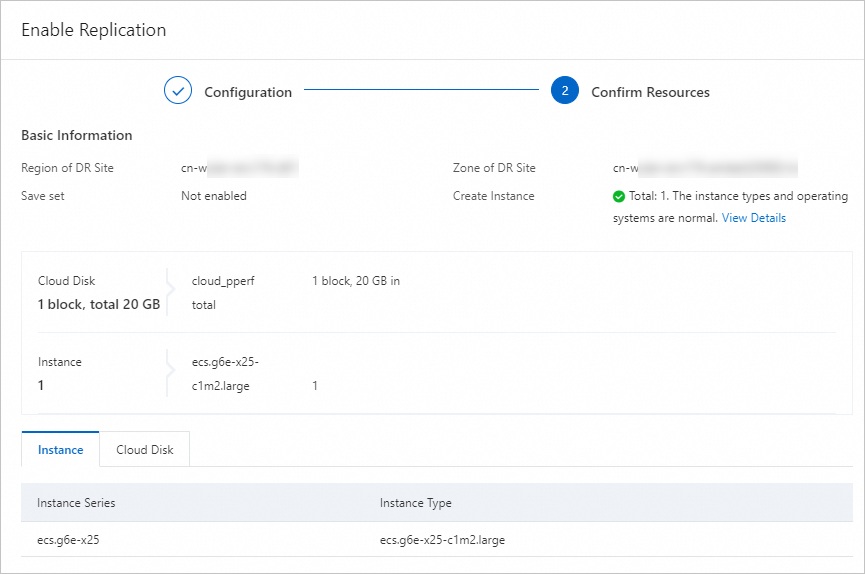 Enable Replication
Configuration
2 Confirm Resources
Basic Information
Region of DR Site cn-w
Zone of DR Site cn-w
Save set Not enabled
Create Instance Total: 1. The instance types and operating
systems are normal. View Details
Cloud Disk
1 block, total 20 GB
cloud_pperf 1 block, 20 GB in
total
Instance
1
ecs.g6e-x25-
c1m2.large 1
Instance Cloud Disk
Instance Series Instance Type
ecs.g6e-x25 ecs.g6e-x25-c1m2.large